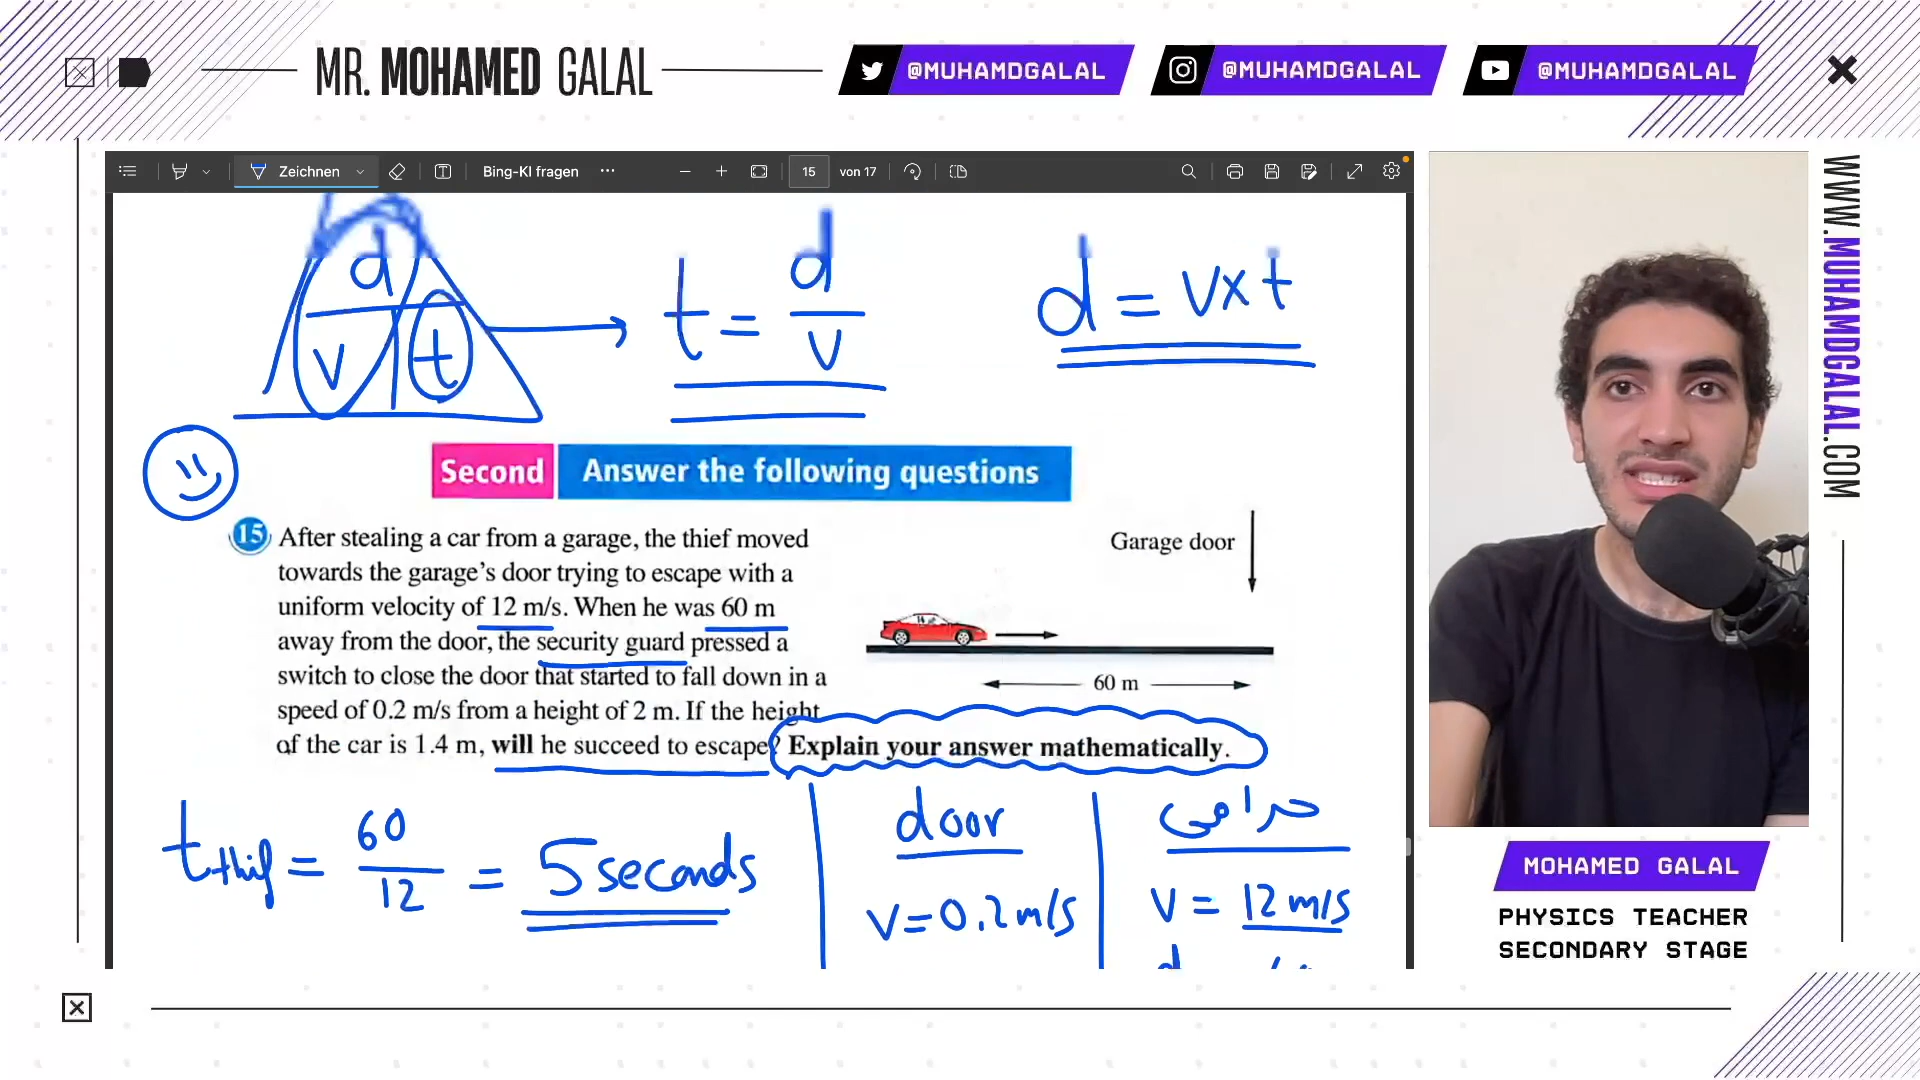 MR. MOHAMED GALAL
@MUHAMDGALAL
@MUHAMDGALAL
@MUHAMDGALAL
Zeichnen
Bing-KI fragen
15
von 17
d
v t
t = d/v
d = v x t
Second Answer the following questions
15 After stealing a car from a garage, the thief moved
towards the garage's door trying to escape with a
uniform velocity of 12 m/s. When he was 60 m
away from the door, the security guard pressed a
switch to close the door that started to fall down in a
speed of 0.2 m/s from a height of 2 m. If the height
of the car is 1.4 m, will he succeed to escape? Explain your answer mathematically.
Garage door
60 m
t thif = 60/12 = 5 seconds
door
v = 0.2 m/s
حرامى
v = 12 m/s
WWW.MUHAMDGALAL.COM
MOHAMED GALAL
PHYSICS TEACHER
SECONDARY STAGE